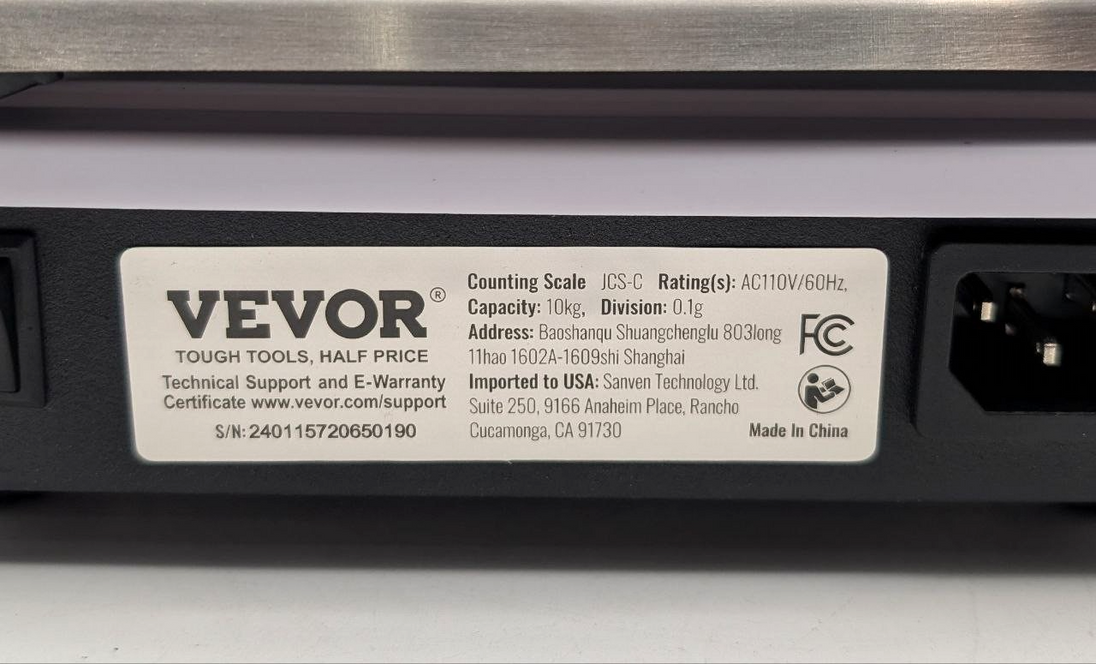 VEVOR®
TOUGH TOOLS, HALF PRICE
Technical Support and E-Warranty
Certificate www.vevor.com/support
S/N: 240115720650190
Counting Scale JCS-C Rating(s): AC110V/60Hz,
Capacity: 10kg, Division: 0.1g
Address: Baoshanqu Shuangchenglu 803long
11hao 1602A-1609shi Shanghai
Imported to USA: Sanven Technology Ltd.
Suite 250, 9166 Anaheim Place, Rancho
Cucamonga, CA 91730
FC
Made In China